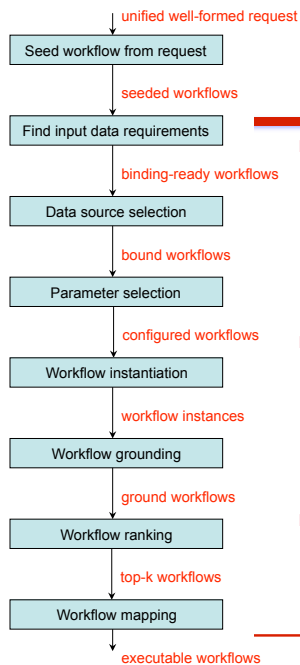 unified well-formed request
Seed workflow from request
seeded workflows
Find input data requirements
binding-ready workflows
Data source selection
bound workflows
Parameter selection
configured workflows
Workflow instantiation
workflow instances
Workflow grounding
ground workflows
Workflow ranking
top-k workflows
Workflow mapping
executable workflows